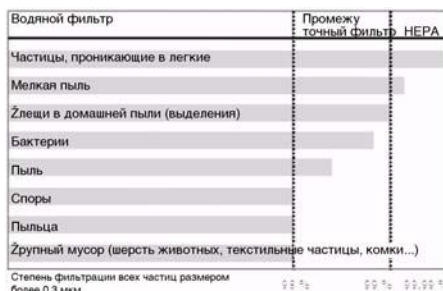 Водяной фильтр
Промежу
точный фильтр HEPA
Частицы, проникающие в легкие
Мелкая пыль
Žлещи в домашней пыли (выделения)
Бактерии
Пыль
Споры
Пыльца
Žрупный мусор (шерсть животных, текстильные частицы, комки...)
Степень фильтрации всех частиц размером
более 0,3 мкм